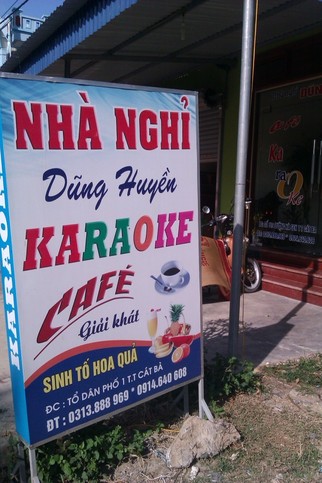 NHÀ NGHỈ
Dũng Huyền
KARAOKE
CAFÉ
Giải khát
SINH TỐ HOA QUẢ
ĐC : TỔ DÂN PHỐ 1 T.T CÁT BÀ
ĐT : 0313.888 969 * 0914.640 608
KARAOKE